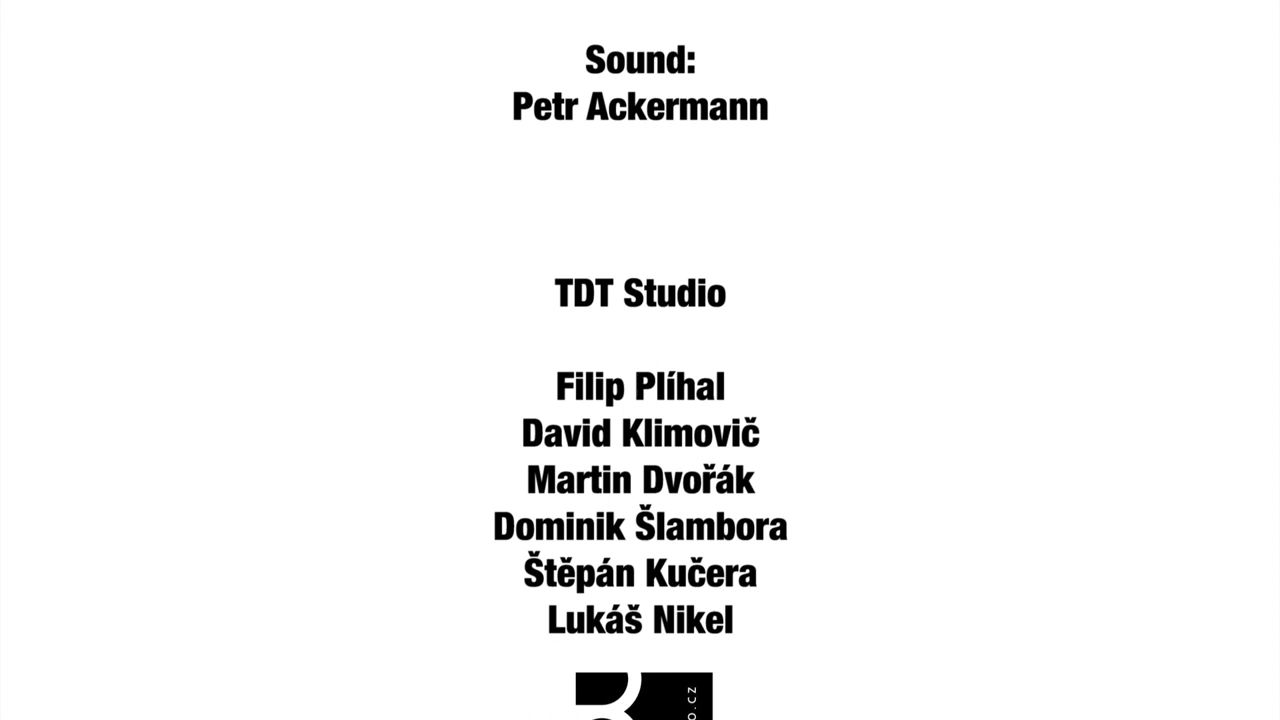 Sound:
Petr Ackermann
TDT Studio
Filip Plíhal
David Klimovič
Martin Dvořák
Dominik Šlambora
Štěpán Kučera
Lukáš Nikel